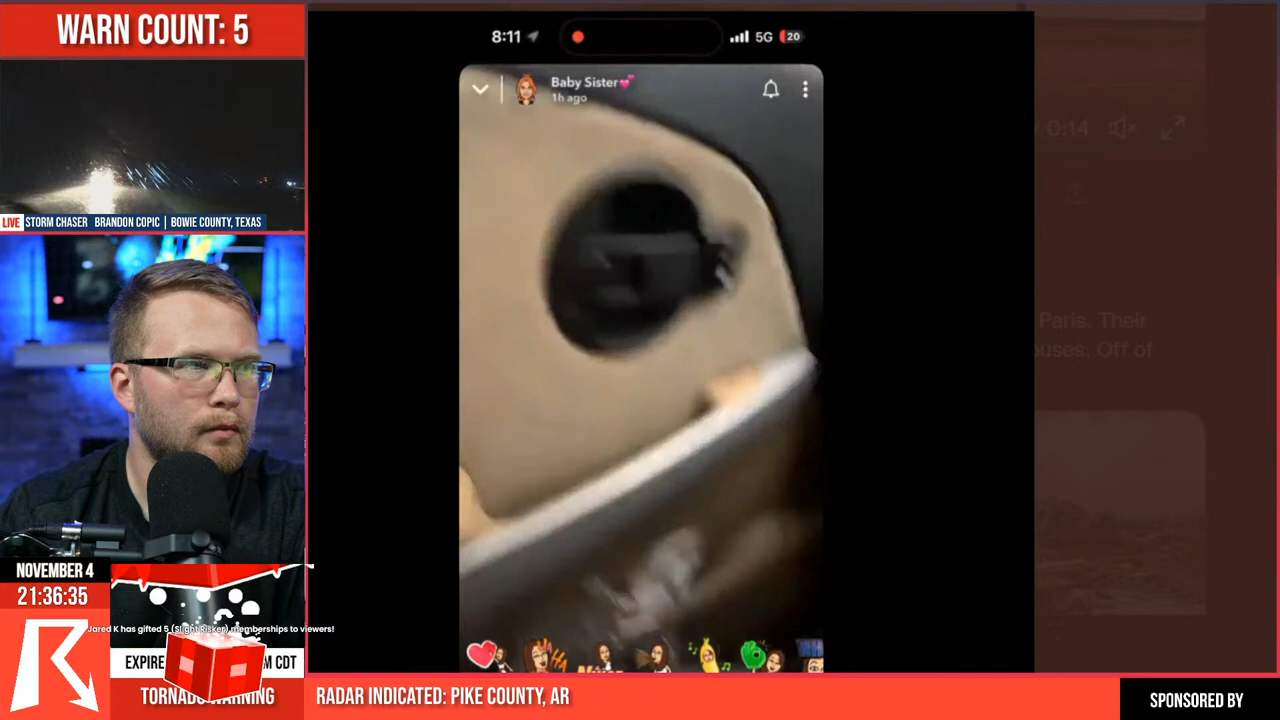 WARN COUNT: 5
8:11
5G
20
Baby Sister
1h ago
0:14
LIVE
STORM CHASER BRANDON COPIC | BOWIE COUNTY, TEXAS
Paris. Their
Off of
NOVEMBER 4
21:36:35
Jared K has gifted 5 (Slight Risker) memberships to viewers!
M CDT
TORNADO WARNING
RADAR INDICATED: PIKE COUNTY, AR
SPONSORED BY